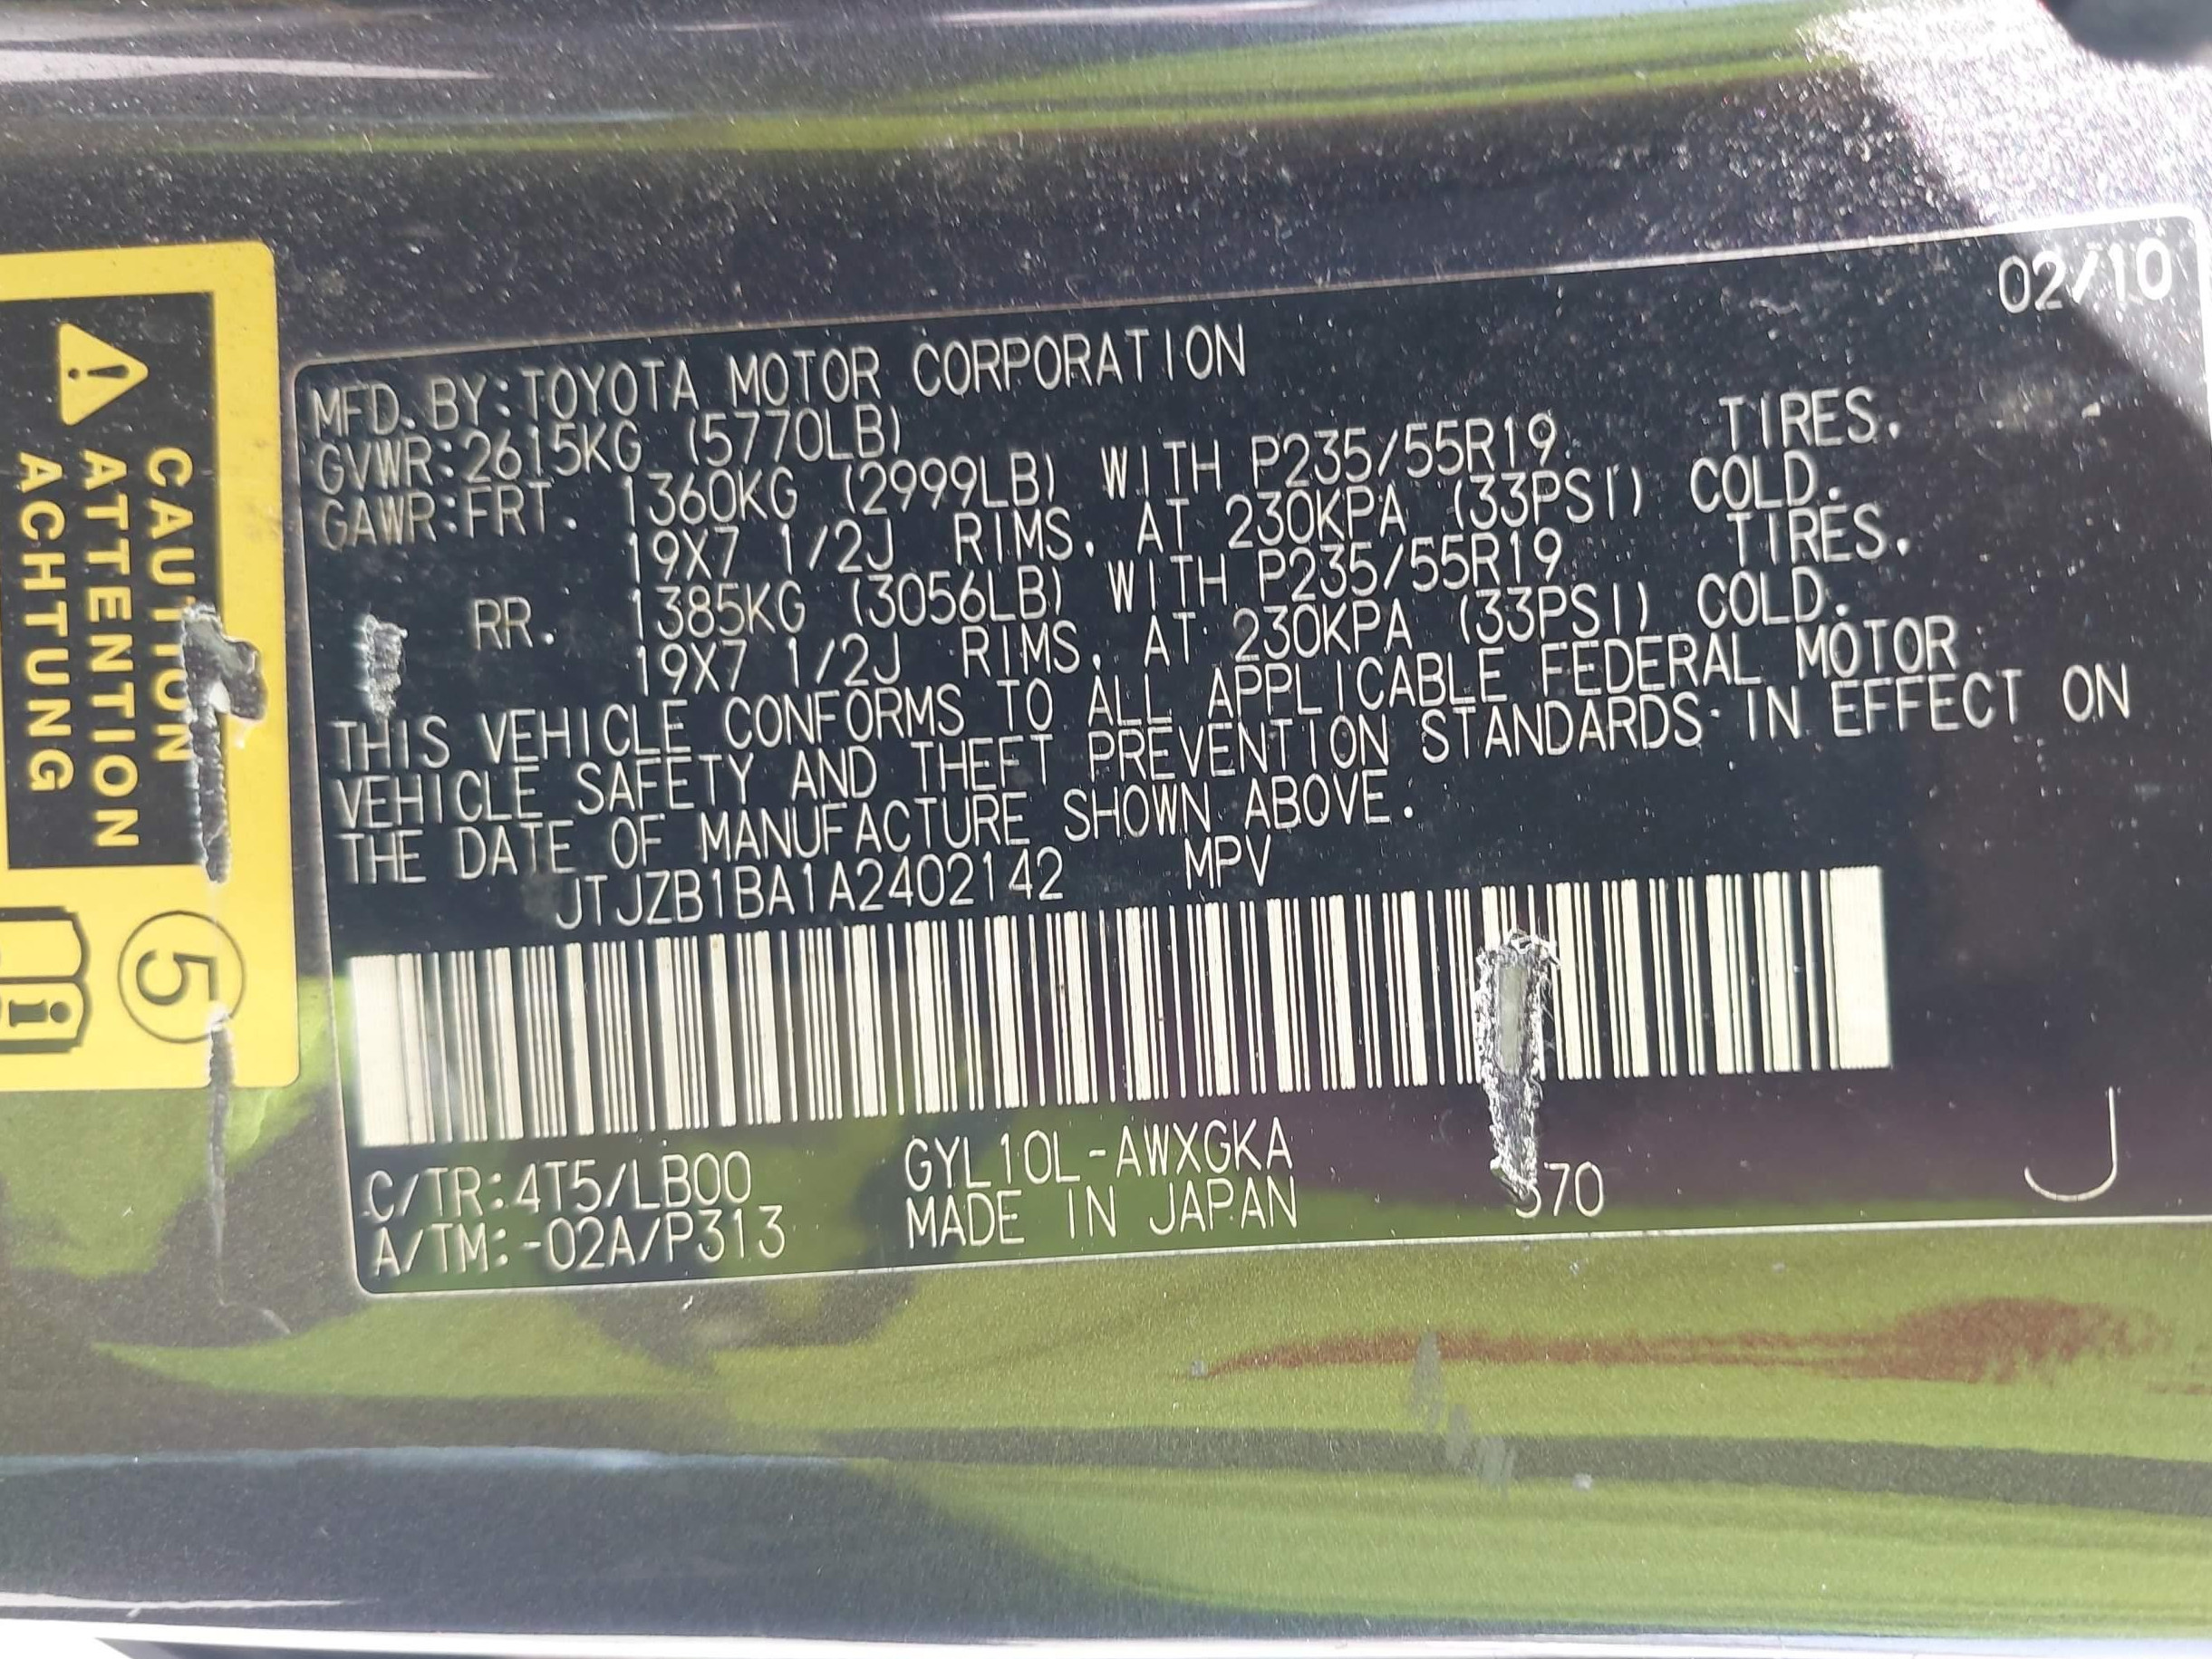 02/10
MFD. BY: TOYOTA MOTOR CORPORATION
GVWR: 2615KG (5770LB)
GAWR: FRT. 1360KG (2999LB) WITH P235/55R19 TIRES.
19X7 1/2J RIMS, AT 230KPA (33PSI) COLD.
RR. 1385KG (3056LB) WITH P235/55R19 TIRES.
19X7 1/2J RIMS, AT 230KPA (33PSI) COLD.
THIS VEHICLE CONFORMS TO ALL APPLICABLE FEDERAL MOTOR
VEHICLE SAFETY AND THEFT PREVENTION STANDARDS IN EFFECT ON
THE DATE OF MANUFACTURE SHOWN ABOVE.
JTJZB1BA1A2402142 MPV
C/TR: 4T5/LB00 GYL10L-AWXGKA
A/TM: -02A/P313 MADE IN JAPAN
J
CAUTION
ATTENTION
ACHTUNG
5
i